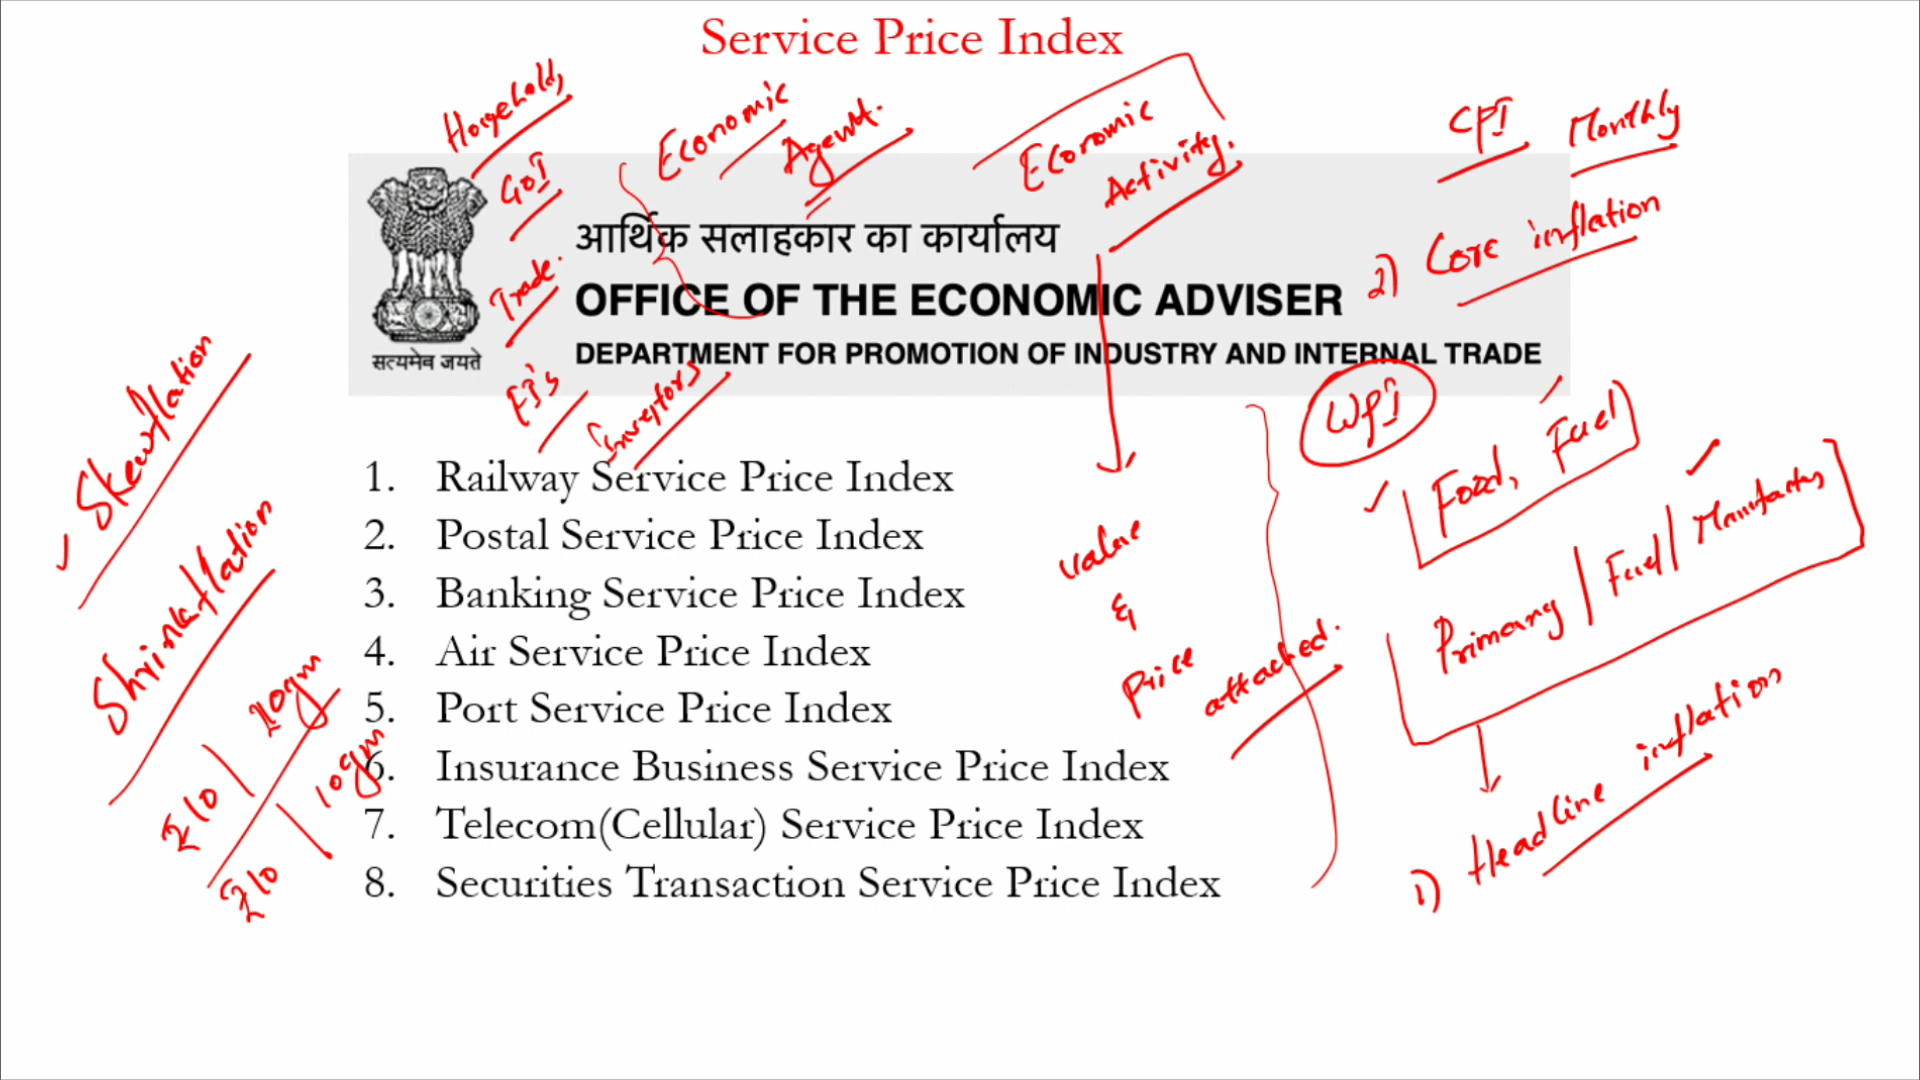 Service Price Index
Household,
GOI
Trade.
FI's
Investors
Economic
Agent.
Economic
Activity.
CPI Monthly
2) Core inflation
आर्थिक सलाहकार का कार्यालय
OFFICE OF THE ECONOMIC ADVISER
DEPARTMENT FOR PROMOTION OF INDUSTRY AND INTERNAL TRADE
सत्यमेव जयते
1. Railway Service Price Index
2. Postal Service Price Index
3. Banking Service Price Index
4. Air Service Price Index
5. Port Service Price Index
6. Insurance Business Service Price Index
7. Telecom(Cellular) Service Price Index
8. Securities Transaction Service Price Index
Skewflation
Shrinkflation
₹10 20gm
₹10 10gm
value
&
Price
attached.
WPI
Food, Fuel
Primary Fuel
1) Headline inflation